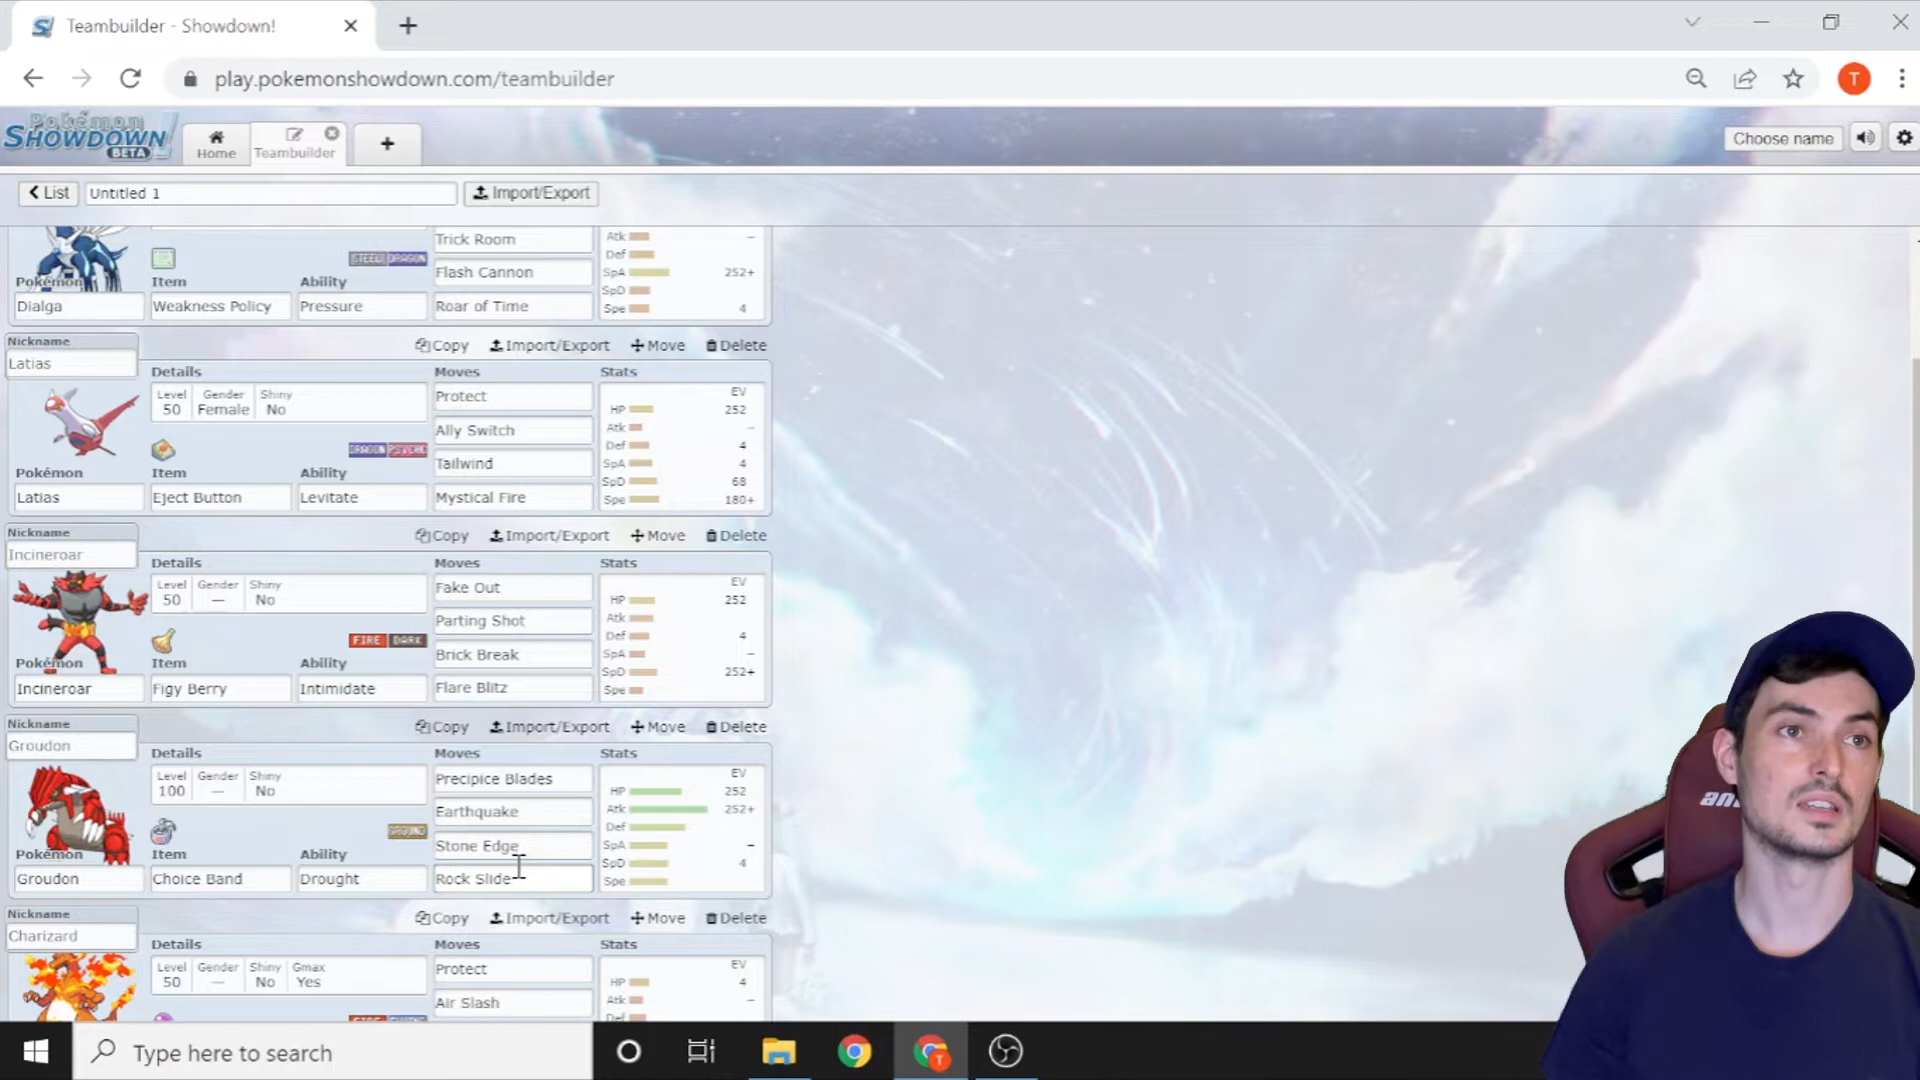 Teambuilder - Showdown!
play.pokemonshowdown.com/teambuilder
T
Pokémon
SHOWDOWN
BETA
Home
Teambuilder
Choose name
List
Untitled 1
Import/Export
Trick Room
Atk –
Def
STEEL DRAGON
Flash Cannon
SpA 252+
Pokémon Item Ability
SpD
Dialga Weakness Policy Pressure Roar of Time
Spe 4
Nickname
Copy Import/Export Move Delete
Latias
Details Moves Stats
Level Gender Shiny
50 Female No
Protect
EV
HP 252
Ally Switch
Atk –
Def 4
DRAGON PSYCHC
Tailwind
SpA 4
Pokémon Item Ability
SpD 68
Latias Eject Button Levitate Mystical Fire
Spe 180+
Nickname
Copy Import/Export Move Delete
Incineroar
Details Moves Stats
Level Gender Shiny
50 — No
Fake Out
EV
HP 252
Parting Shot
Atk
Def 4
FIRE DARK
Brick Break
SpA –
Pokémon Item Ability
SpD 252+
Incineroar Figy Berry Intimidate Flare Blitz
Spe
Nickname
Copy Import/Export Move Delete
Groudon
Details Moves Stats
Level Gender Shiny
100 — No
Precipice Blades
EV
HP 252
Earthquake
Atk 252+
Def
GROUND
Stone Edge
SpA –
Pokémon Item Ability
SpD 4
Groudon Choice Band Drought Rock Slide
Spe
Nickname
Copy Import/Export Move Delete
Charizard
Details Moves Stats
Level Gender Shiny Gmax
50 — No Yes
Protect
EV
HP 4
Air Slash
Atk –
Def
Type here to search
T